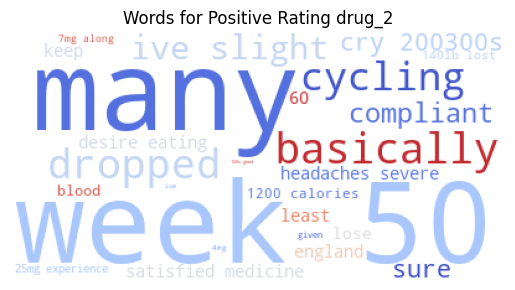 Words for Positive Rating drug_2
7mg along
keep
ive slight
cry 200300s
140lb lost
many
cycling
60
compliant
desire eating
basically
dropped
headaches severe
ive
blood
1200 calories
week
50
least
given
lose
4mg
england
25mg experience
satisfied medicine
sure